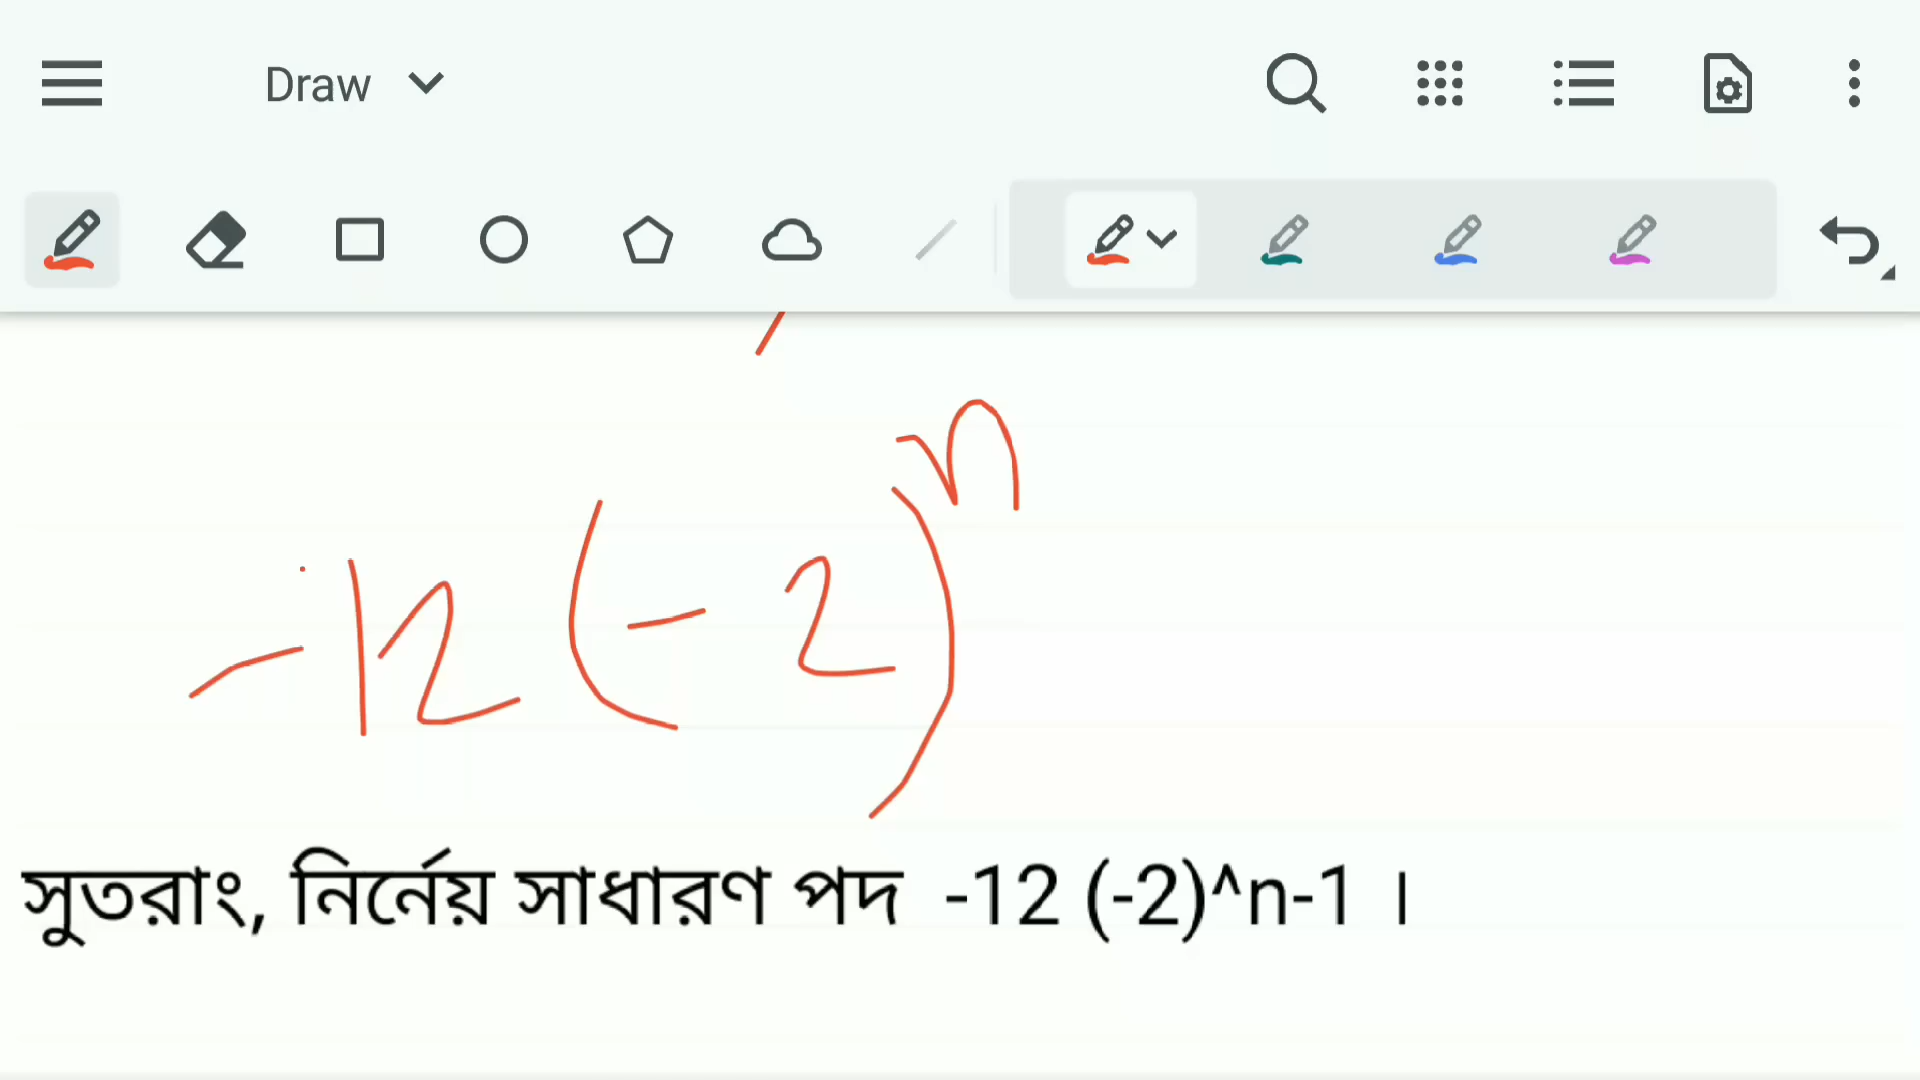 Draw
-12(-2)^n
সুতরাং, নির্নেয় সাধারণ পদ -12 (-2)^n-1 ।